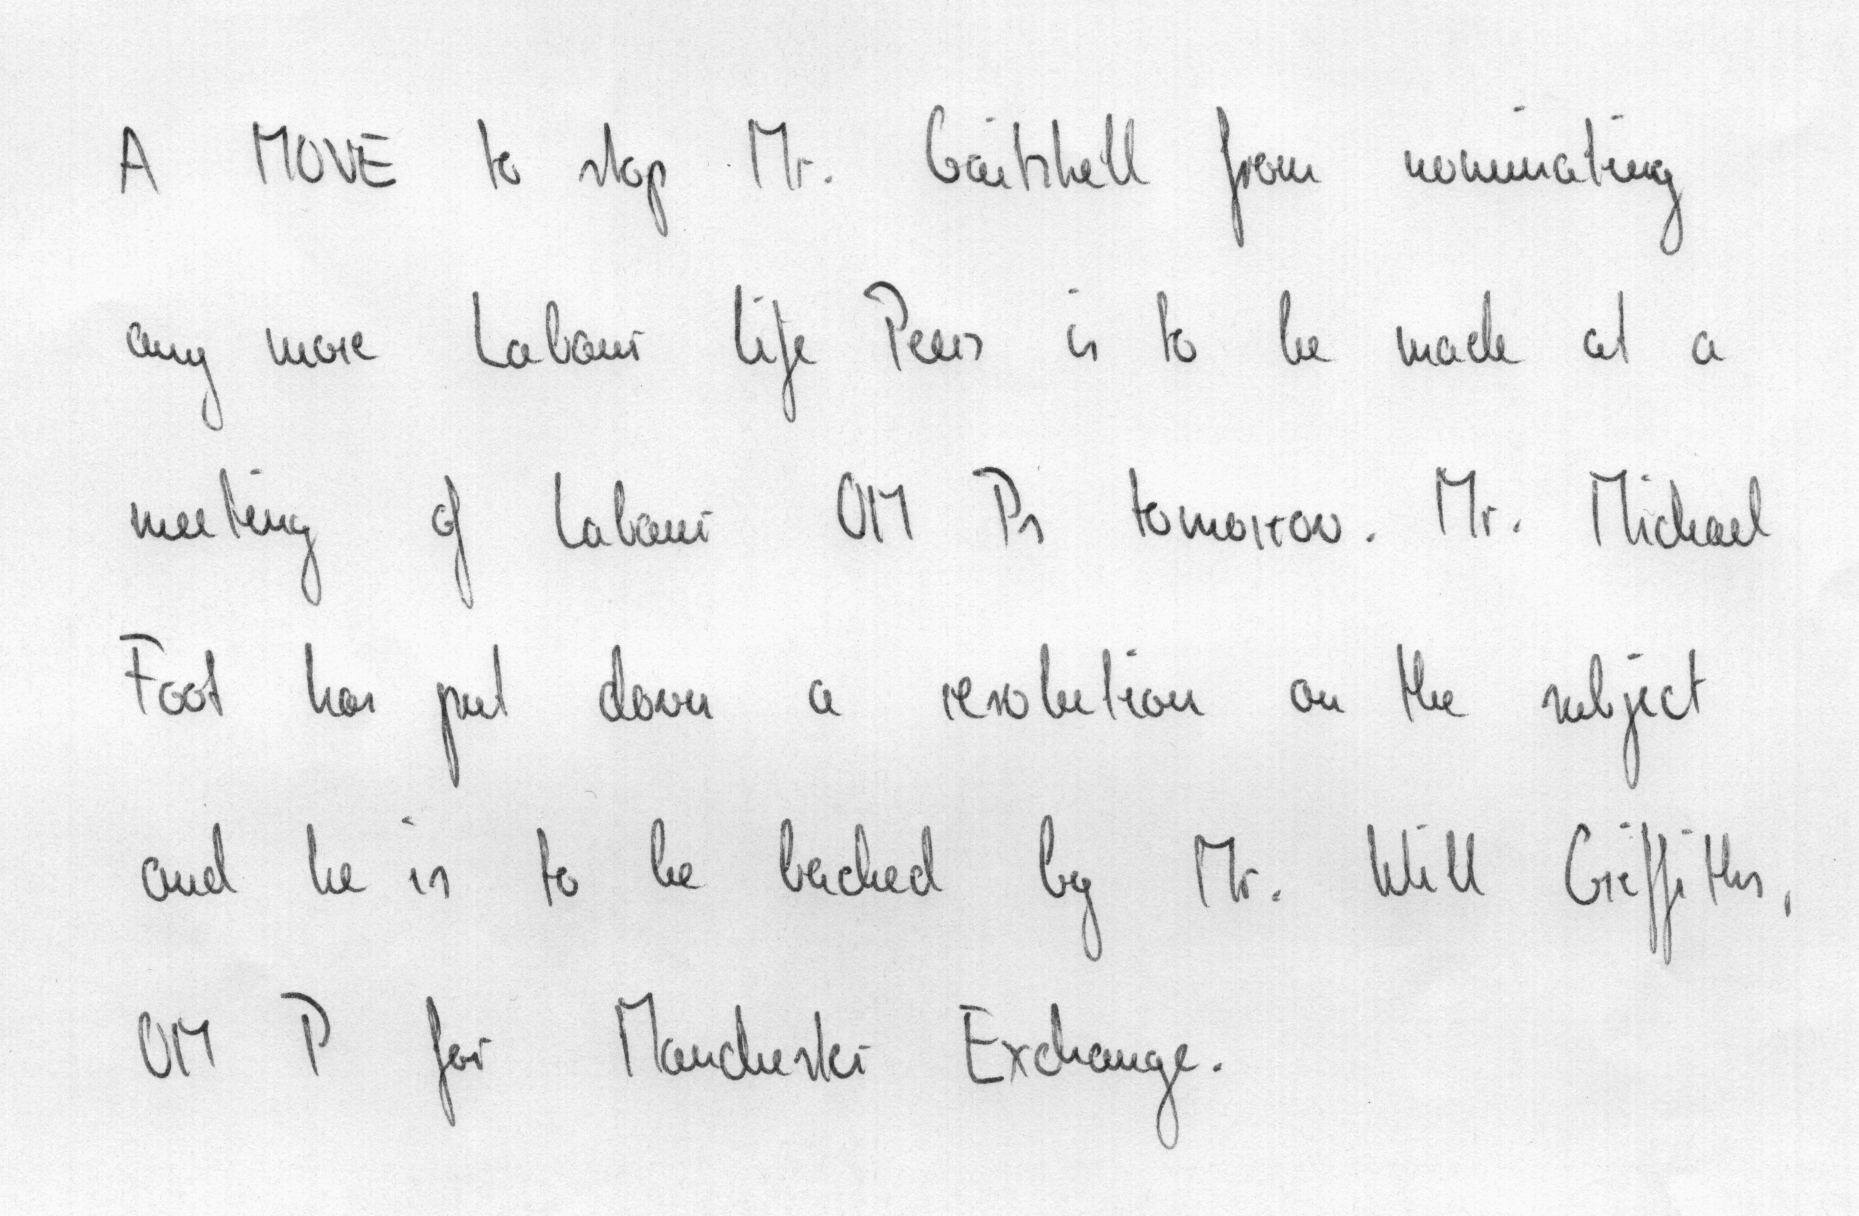 A MOVE to stop Mr. Gaitskell from nominating
any more Labour life Peers is to be made at a
meeting of Labour OM Ps tomorrow. Mr. Michael
Foot has put down a resolution on the subject
and he is to be backed by Mr. Will Griffiths,
OM P for Manchester Exchange.